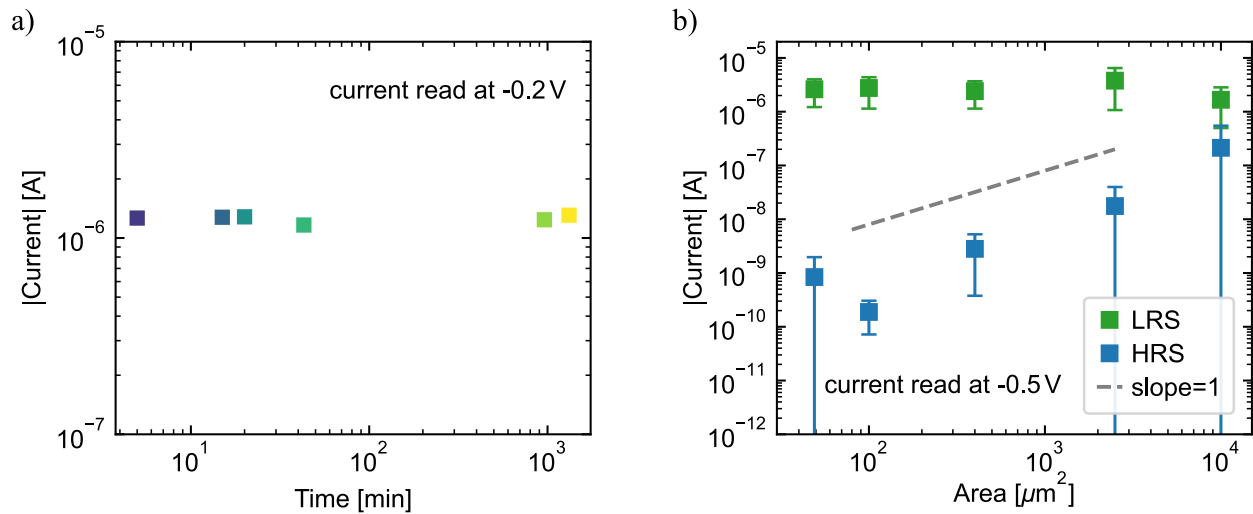 a)
10⁻⁵
10⁻⁶
10⁻⁷
|Current| [A]
current read at -0.2 V
10¹
10²
10³
Time [min]
b)
10⁻⁵
10⁻⁶
10⁻⁷
10⁻⁸
10⁻⁹
10⁻¹⁰
10⁻¹¹
10⁻¹²
|Current| [A]
LRS
HRS
slope=1
current read at -0.5 V
10²
10³
10⁴
Area [µm²]